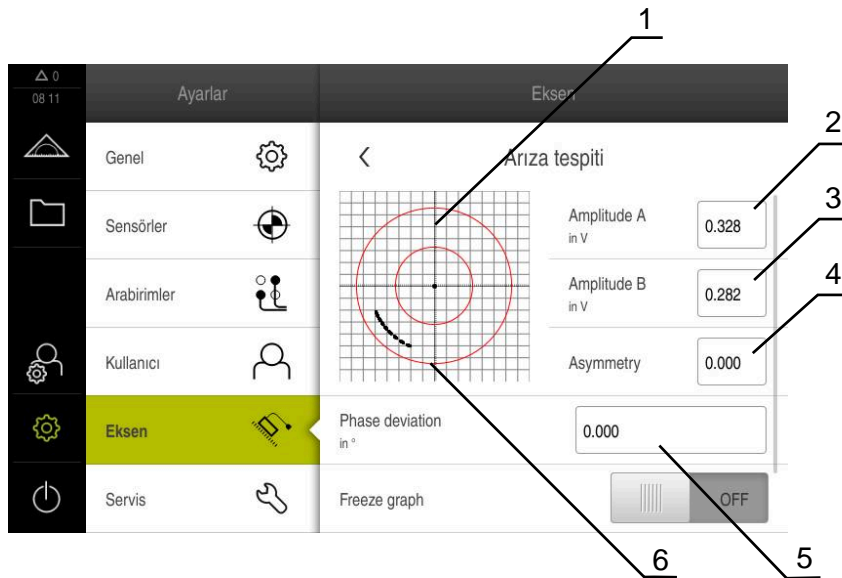 1
△ 0
08 11
Ayarlar
Eksen
Genel
Sensörler
Arabirimler
Kullanıcı
Eksen
Servis
Arıza tespiti
Amplitude A
in V
0.328
2
Amplitude B
in V
0.282
3
Asymmetry
0.000
4
Phase deviation
in °
0.000
Freeze graph
OFF
6
5